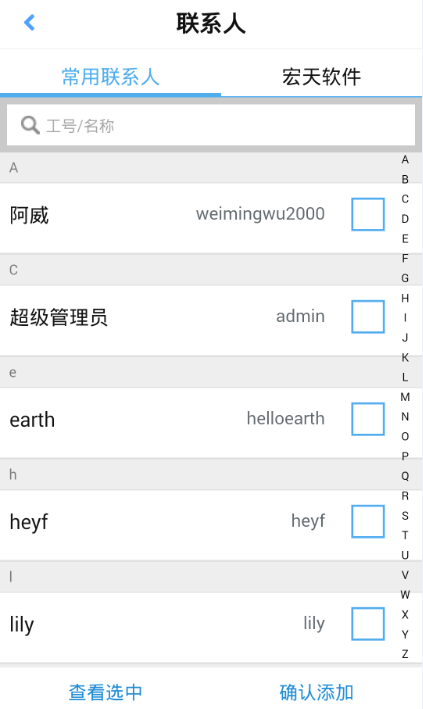 联系人
常用联系人 宏天软件
工号/名称
A
阿威 weimingwu2000
C
超级管理员 admin
e
earth helloearth
h
heyf heyf
l
lily lily
A
B
C
D
E
F
G
H
I
J
K
L
M
N
O
P
Q
R
S
T
U
V
W
X
Y
Z
查看选中 确认添加